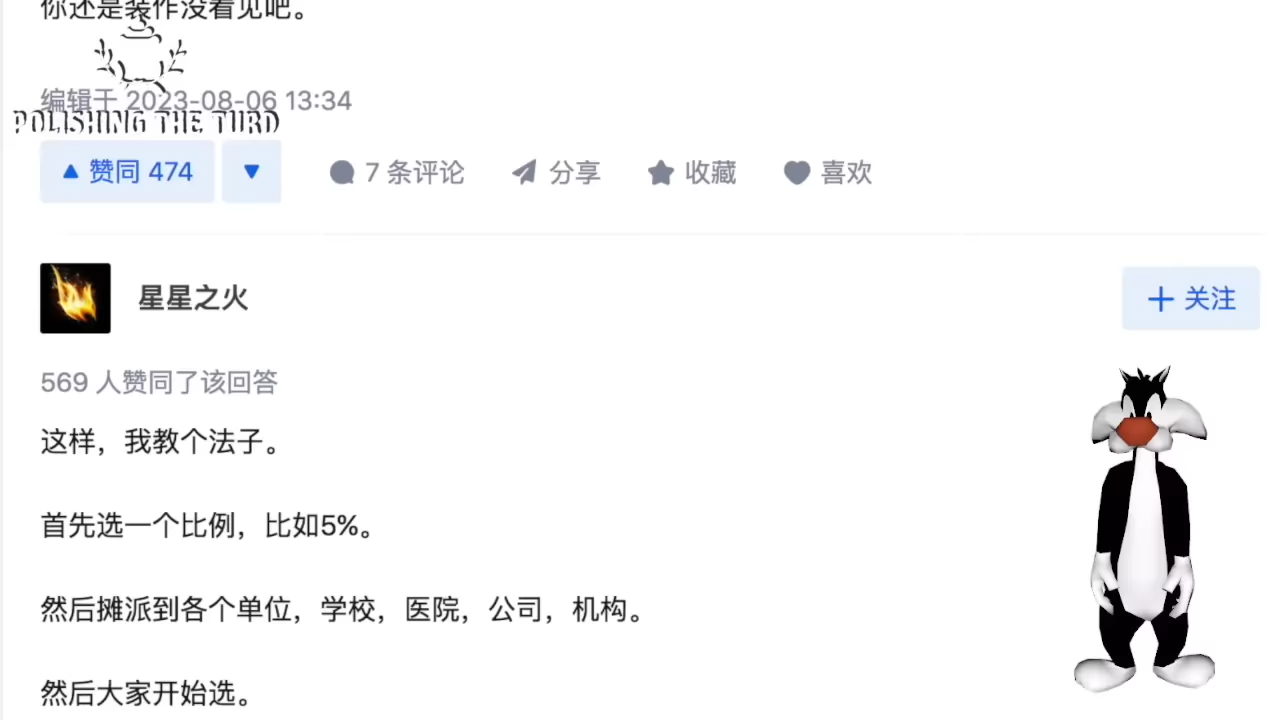 你还是装作没看见吧。
编辑于 2023-08-06 13:34
POLISHING THE TURD
赞同 474
7 条评论
分享
收藏
喜欢
星星之火
关注
569 人赞同了该回答
这样，我教个法子。
首先选一个比例，比如5%。
然后摊派到各个单位，学校，医院，公司，机构。
然后大家开始选。